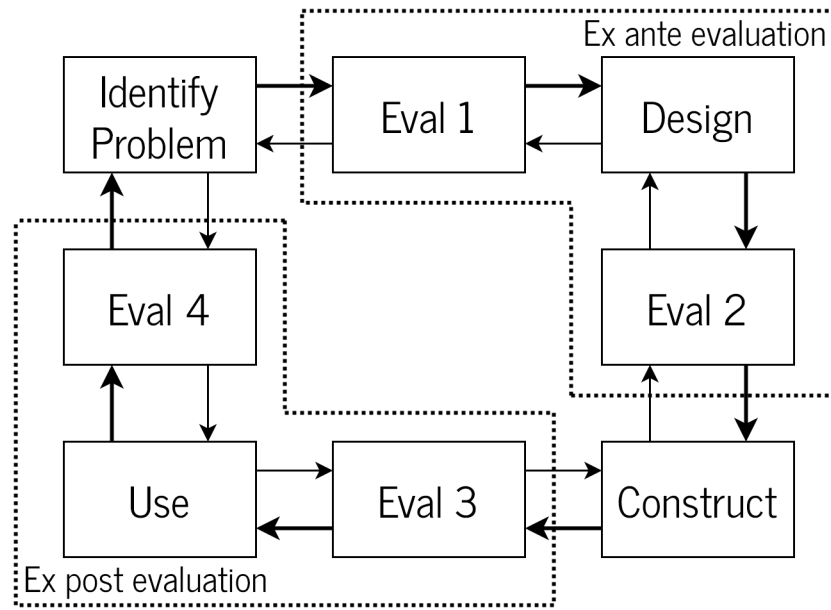 Ex ante evaluation
Identify
Problem
Eval 1
Design
Eval 4
Eval 2
Use
Eval 3
Construct
Ex post evaluation